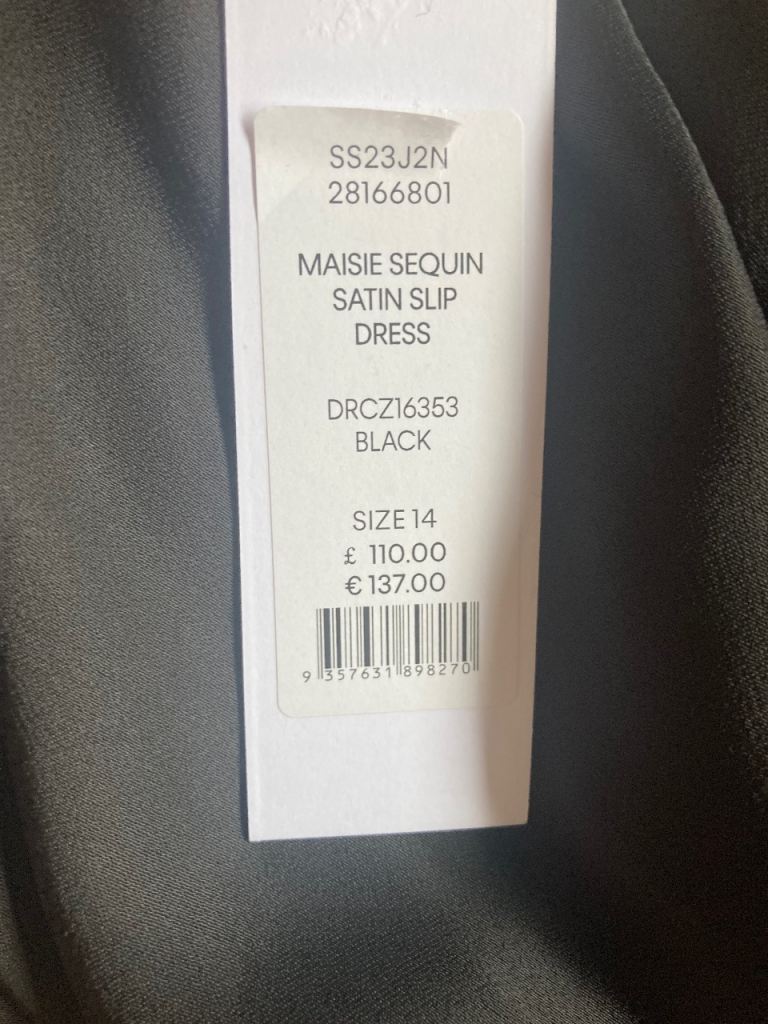 SS23J2N
28166801
MAISIE SEQUIN
SATIN SLIP
DRESS
DRCZ16353
BLACK
SIZE 14
£ 110.00
€ 137.00
9 357631 898270